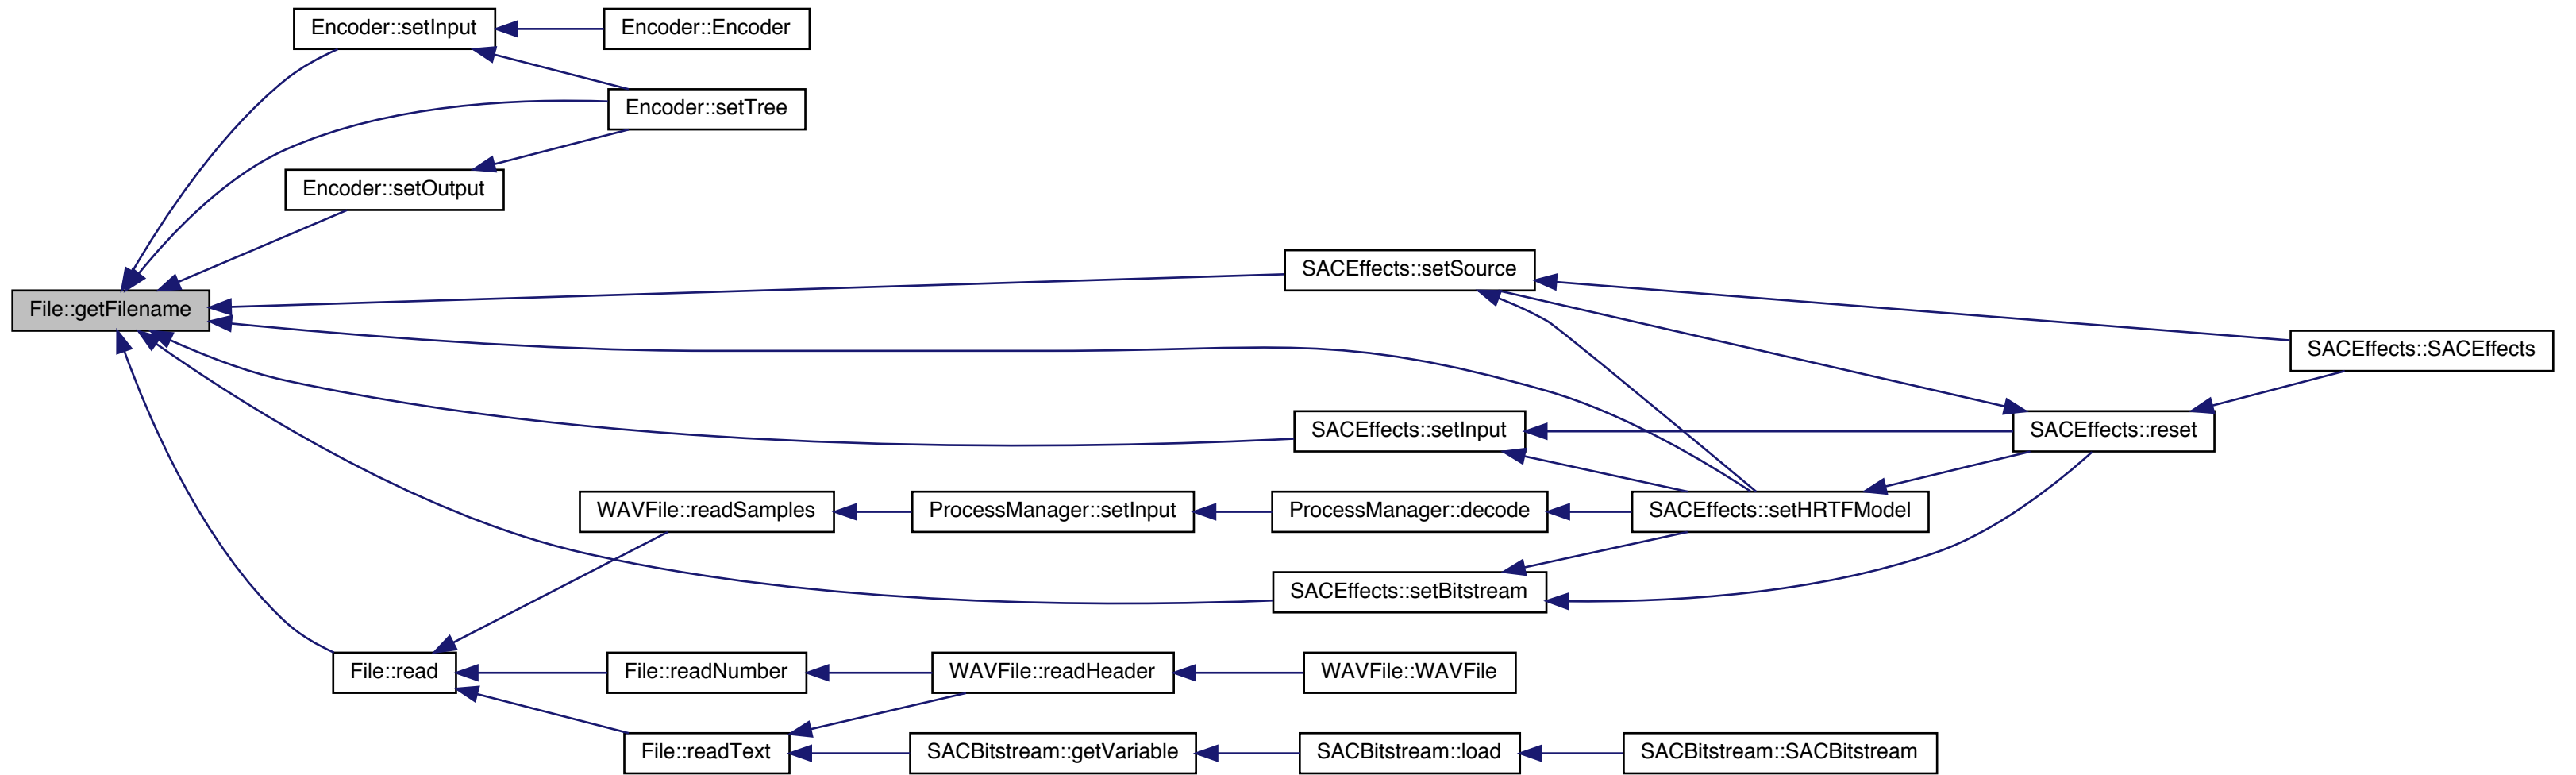 Encoder::setInput
Encoder::Encoder
Encoder::setTree
Encoder::setOutput
SACEffects::setSource
File::getFilename
SACEffects::SACEffects
SACEffects::setInput
SACEffects::reset
WAVFile::readSamples
ProcessManager::setInput
ProcessManager::decode
SACEffects::setHRTFModel
SACEffects::setBitstream
File::read
File::readNumber
WAVFile::readHeader
WAVFile::WAVFile
File::readText
SACBitstream::getVariable
SACBitstream::load
SACBitstream::SACBitstream